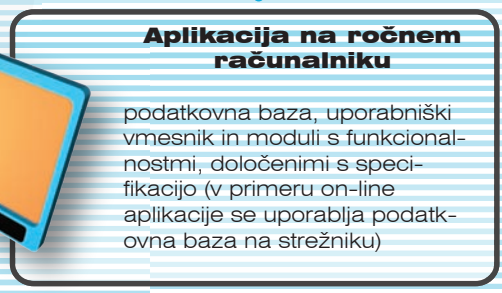 Aplikacija na ročnem
računalniku
podatkovna baza, uporabniški
vmesnik in moduli s funkcional-
nostmi, določenimi s speci-
fikacijo (v primeru on-line
aplikacije se uporablja podatk-
ovna baza na strežniku)